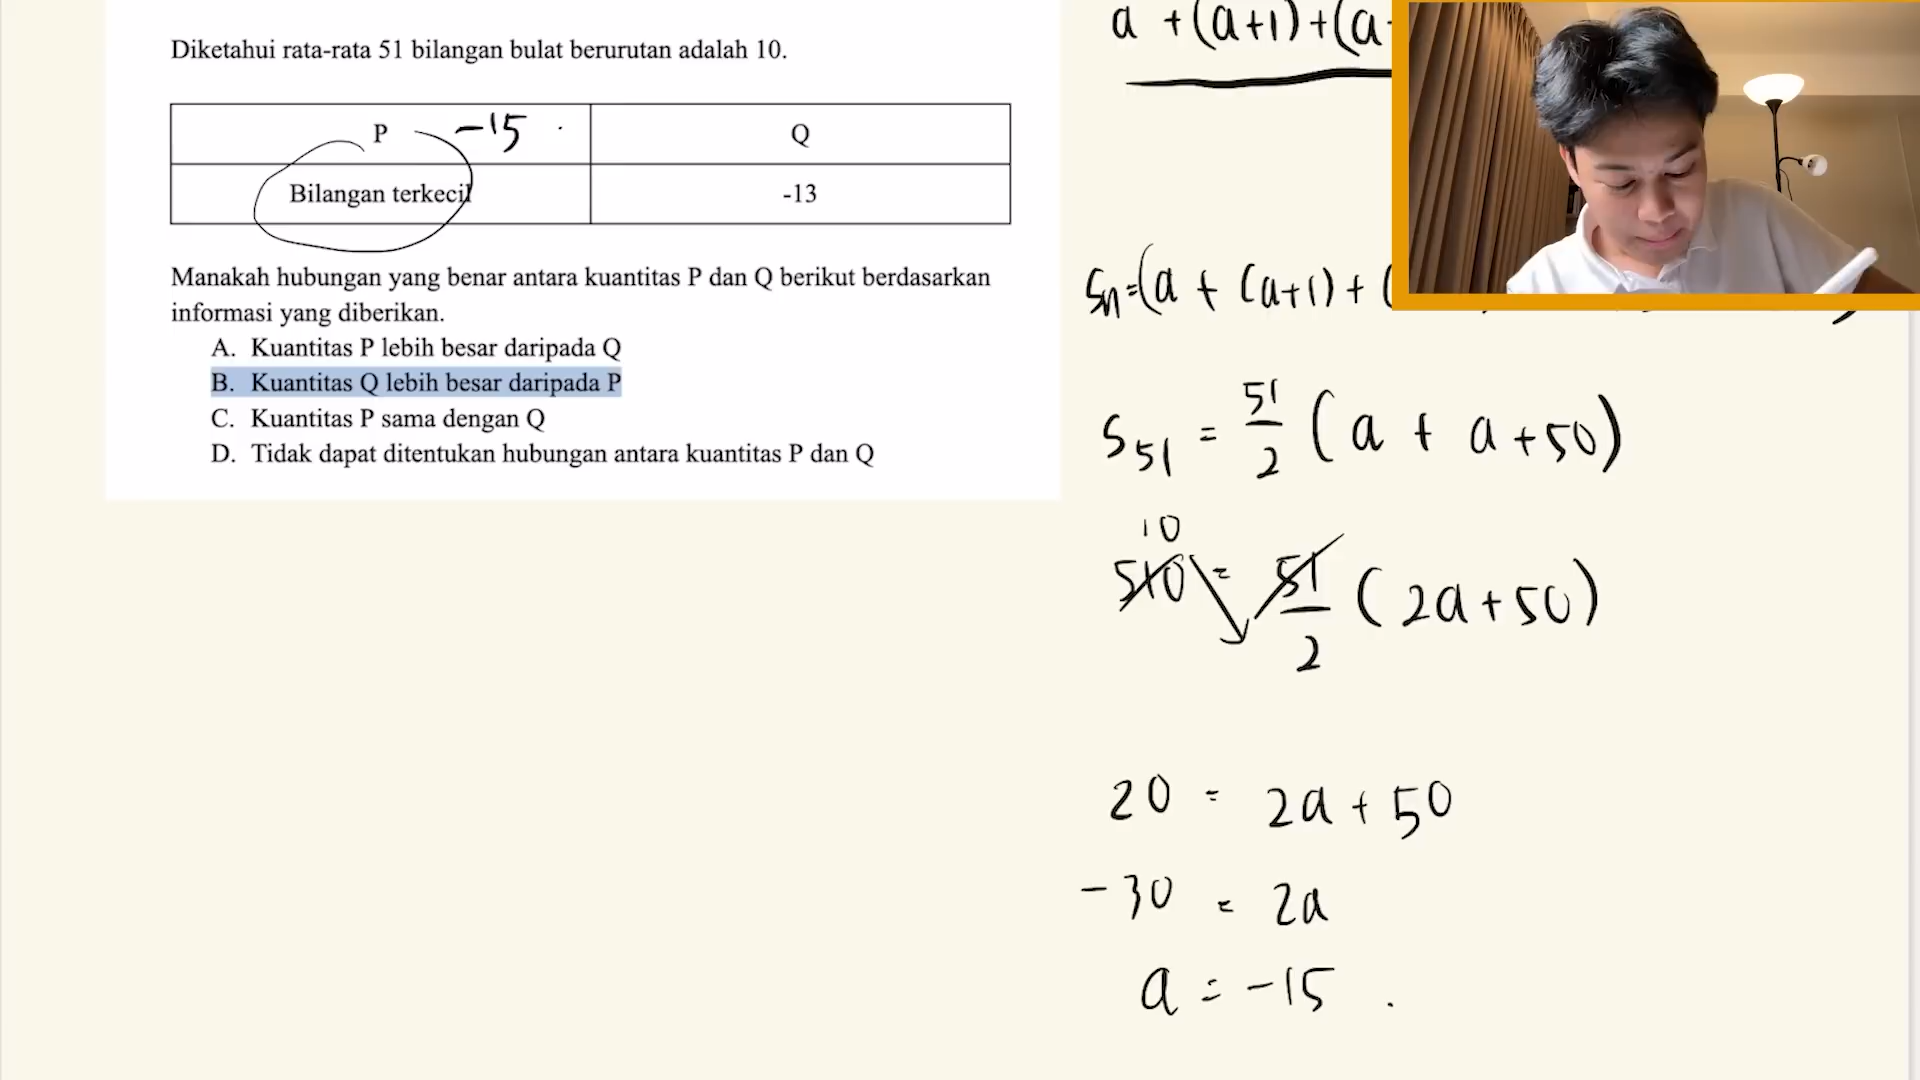 Diketahui rata-rata 51 bilangan bulat berurutan adalah 10.
P -15 Q
Bilangan terkecil -13
Manakah hubungan yang benar antara kuantitas P dan Q berikut berdasarkan
informasi yang diberikan.
A. Kuantitas P lebih besar daripada Q
B. Kuantitas Q lebih besar daripada P
C. Kuantitas P sama dengan Q
D. Tidak dapat ditentukan hubungan antara kuantitas P dan Q
a + (a+1) + (a
Sn = (a + (a+1) + (
S51 = 51/2 (a + a + 50)
10
510 = 51/2 (2a + 50)
20 = 2a + 50
-30 = 2a
a = -15 .